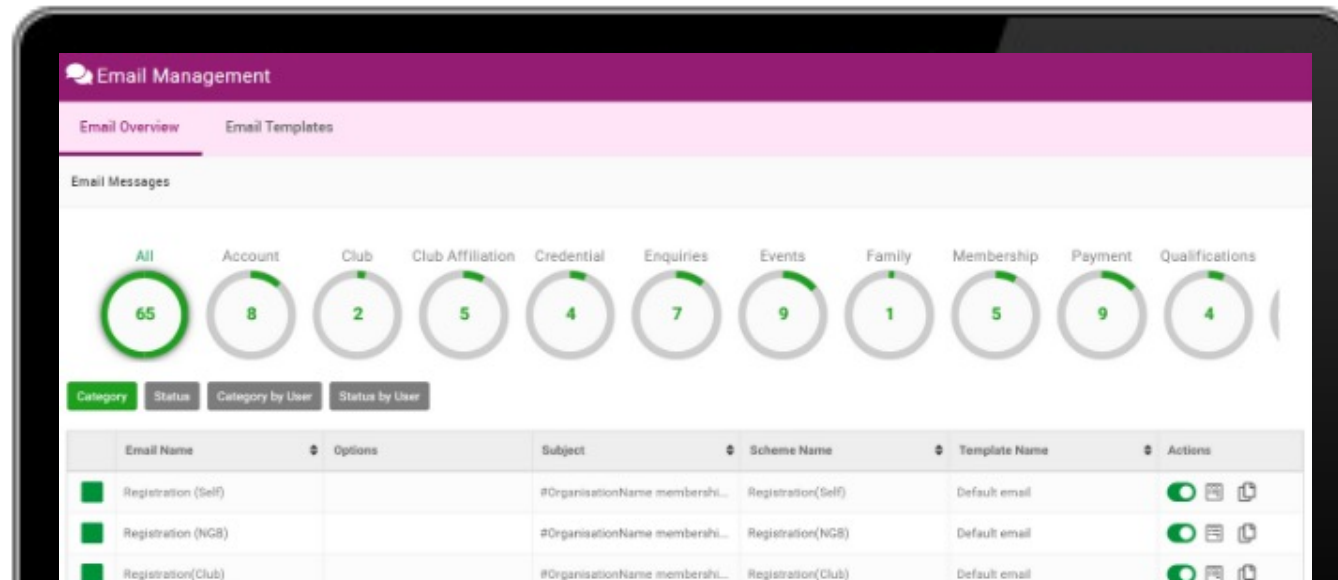 Email Management
Email Overview Email Templates
Email Messages
All Account Club Club Affiliation Credential Enquiries Events Family Membership Payment Qualifications
65 8 2 5 4 7 9 1 5 9 4
Category Status Category by User Status by User
Email Name Options Subject Scheme Name Template Name Actions
Registration (Self) #OrganisationName membershi... Registration(Self) Default email
Registration (NGB) #OrganisationName membershi... Registration(NGB) Default email
Registration(Club) #OrganisationName membershi... Registration(Club) Default email